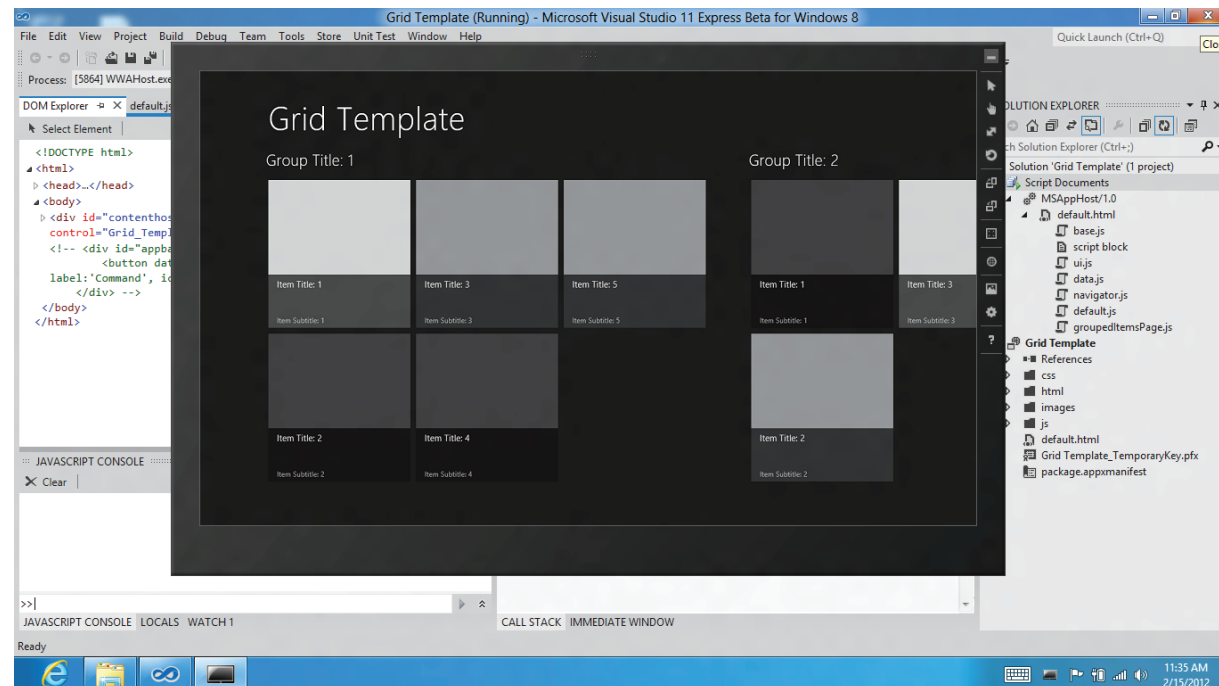 Grid Template (Running) - Microsoft Visual Studio 11 Express Beta for Windows 8
File Edit View Project Build Debug Team Tools Store Unit Test Window Help
Quick Launch (Ctrl+Q)
Clo
Process: [5864] WWAHost.exe
DOM Explorer
default.js
Select Element
<!DOCTYPE html>
<html>
<head>…</head>
<body>
<div id="contenthos
control="Grid_Templ
<!-- <div id="appba
<button dat
label:'Command', ic
</div> -->
</body>
</html>
Grid Template
Group Title: 1
Group Title: 2
Item Title: 1
Item Subtitle: 1
Item Title: 3
Item Subtitle: 3
Item Title: 5
Item Subtitle: 5
Item Title: 1
Item Subtitle: 1
Item Title: 3
Item Subtitle: 3
Item Title: 2
Item Subtitle: 2
Item Title: 4
Item Subtitle: 4
Item Title: 2
Item Subtitle: 2
?
OLUTION EXPLORER
ch Solution Explorer (Ctrl+;)
Solution 'Grid Template' (1 project)
Script Documents
MSAppHost/1.0
default.html
base.js
script block
ui.js
data.js
navigator.js
default.js
groupedItemsPage.js
Grid Template
References
css
html
images
js
default.html
Grid Template_TemporaryKey.pfx
package.appxmanifest
JAVASCRIPT CONSOLE
Clear
>>
JAVASCRIPT CONSOLE LOCALS WATCH 1
CALL STACK IMMEDIATE WINDOW
Ready
11:35 AM
2/15/2012